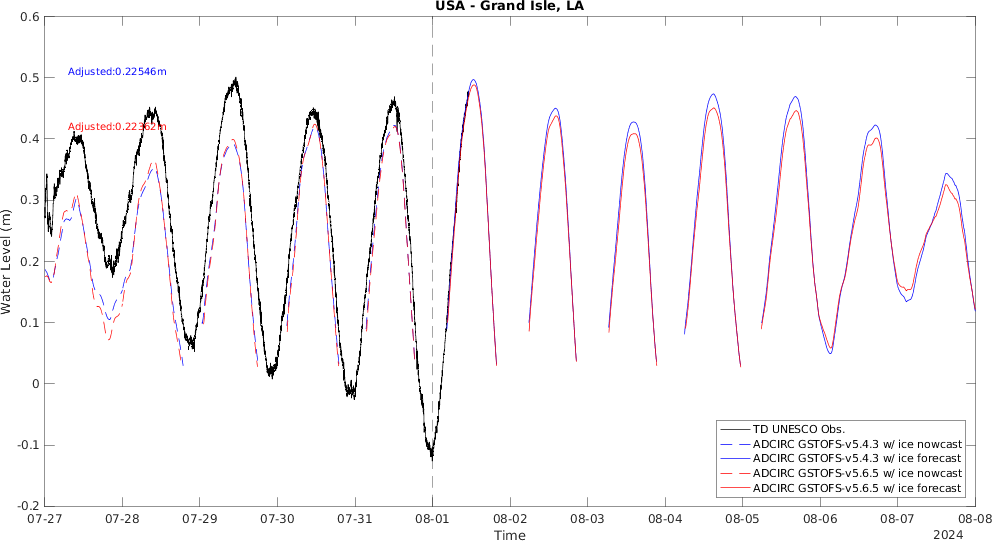 USA - Grand Isle, LA
Water Level (m)
0.6
0.5
0.4
0.3
0.2
0.1
0
-0.1
-0.2
Adjusted:0.22546m
Adjusted:0.22362m
TD UNESCO Obs.
ADCIRC GSTOFS-v5.4.3 w/ ice nowcast
ADCIRC GSTOFS-v5.4.3 w/ ice forecast
ADCIRC GSTOFS-v5.6.5 w/ ice nowcast
ADCIRC GSTOFS-v5.6.5 w/ ice forecast
07-27 07-28 07-29 07-30 07-31 08-01 08-02 08-03 08-04 08-05 08-06 08-07 08-08
Time
2024